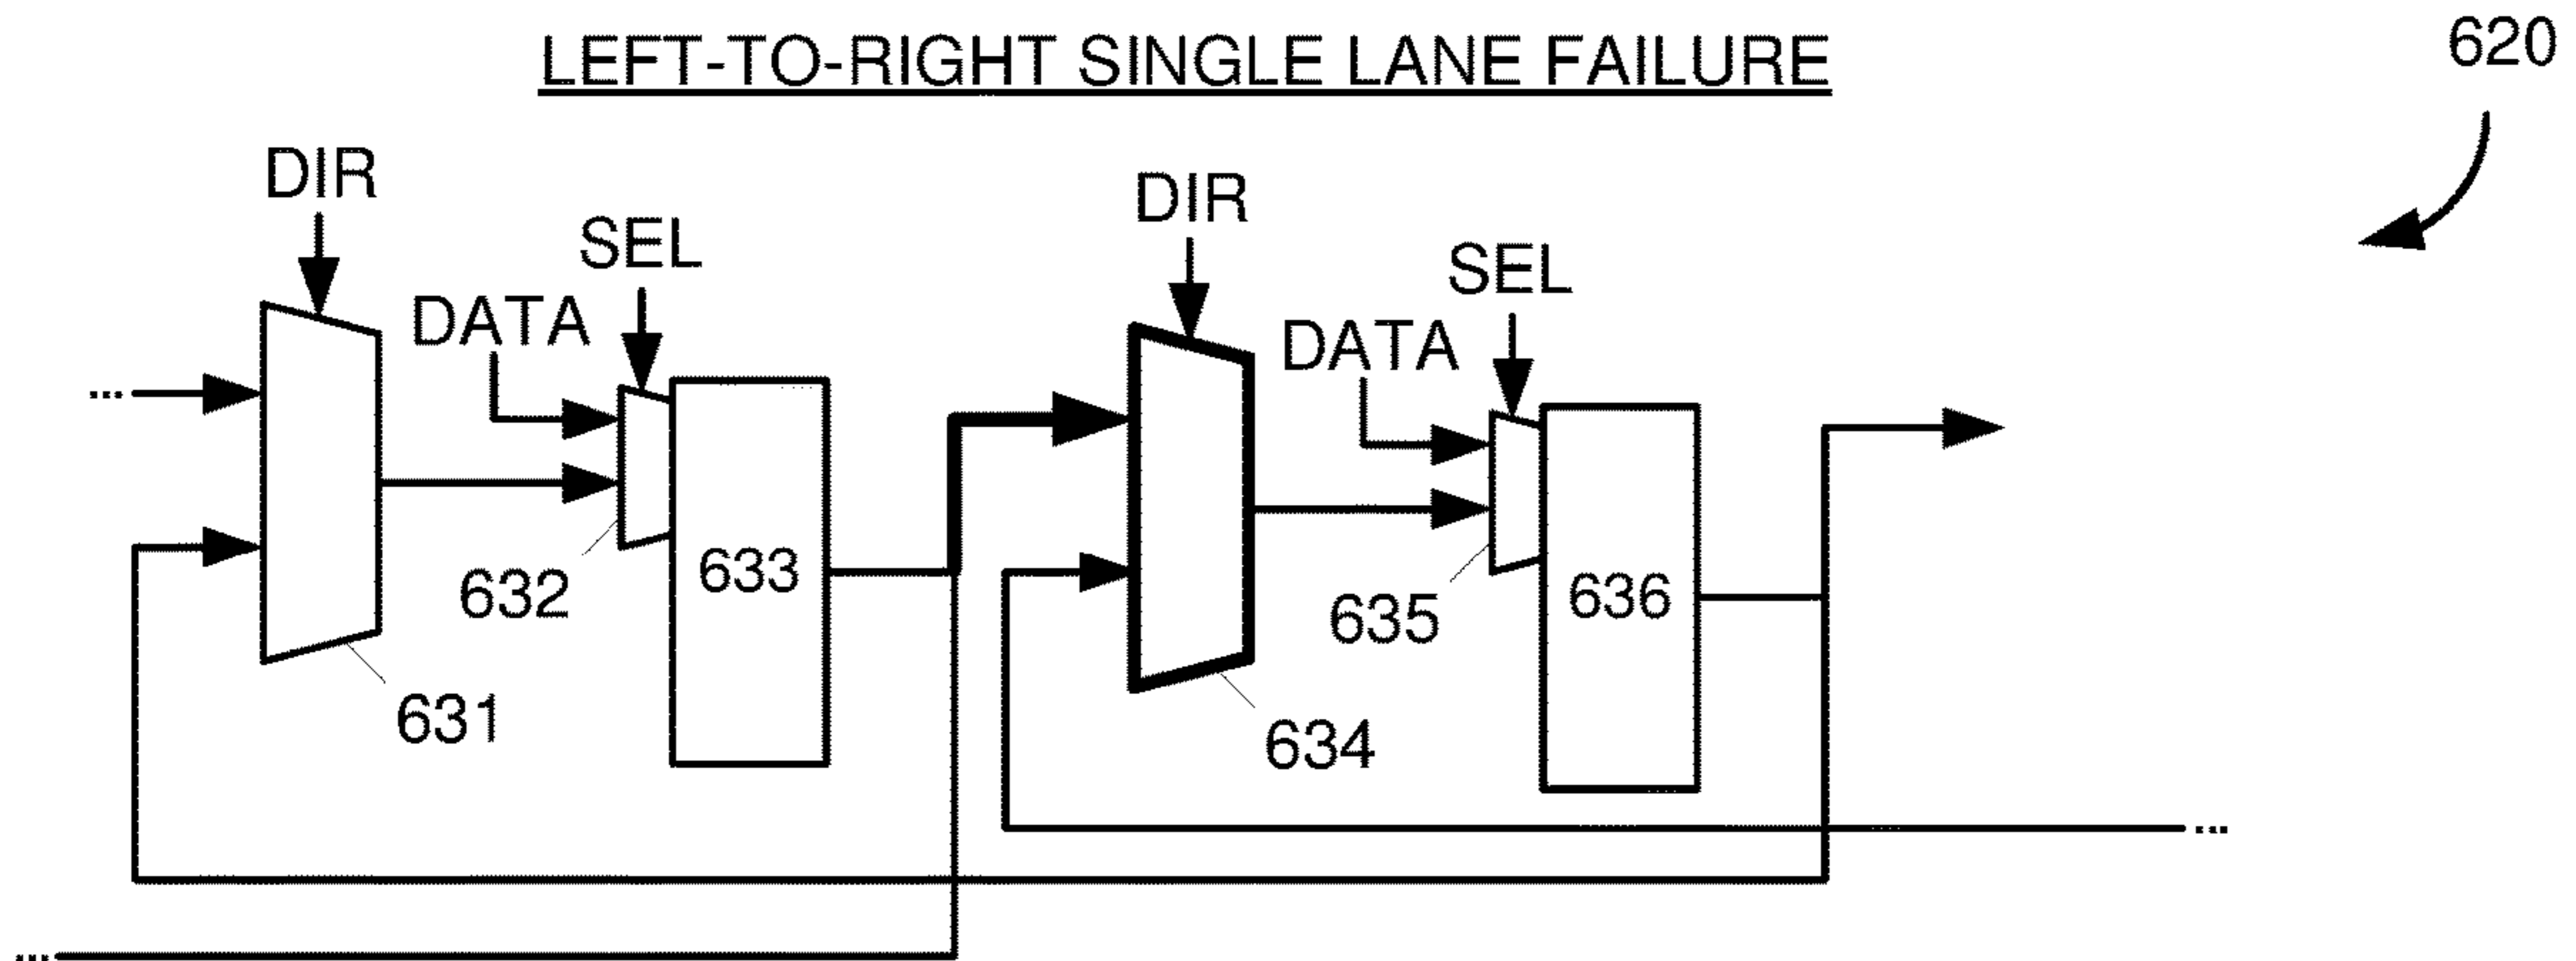 LEFT-TO-RIGHT SINGLE LANE FAILURE
620
DIR
DIR
SEL
SEL
DATA
DATA
...
632
633
635
636
631
634
...
...